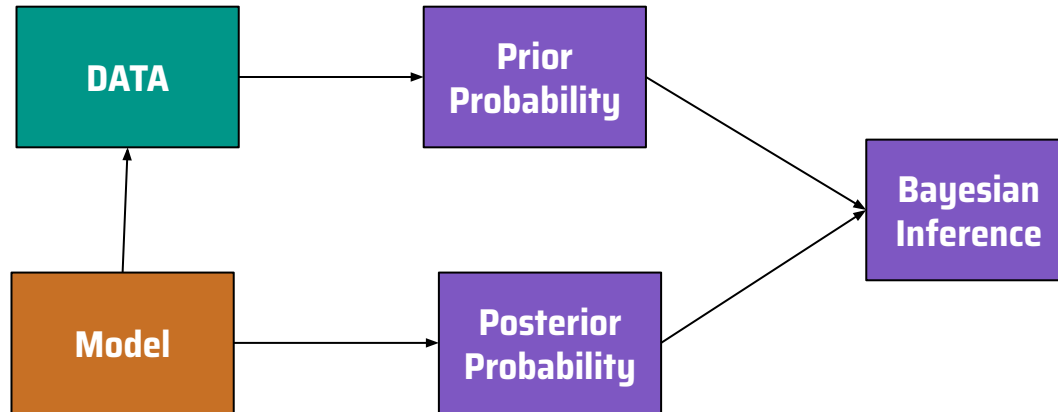 DATA
Prior
Probability
Bayesian
Inference
Model
Posterior
Probability